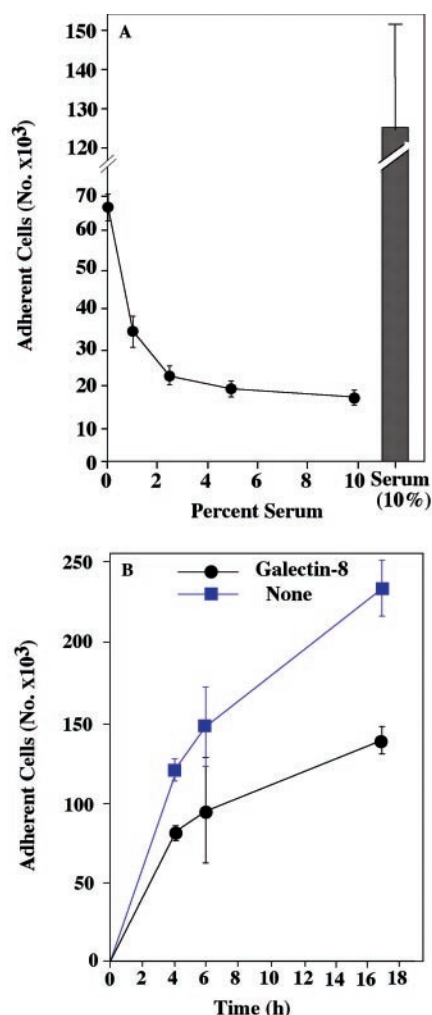 A
150
140
130
120
70
60
50
40
30
20
10
0
Adherent Cells (No. x10³)
0 2 4 6 8 10 Serum
(10%)
Percent Serum
B
Galectin-8
None
250
200
150
100
50
0
Adherent Cells (No. x10³)
0 2 4 6 8 10 12 14 16 18
Time (h)